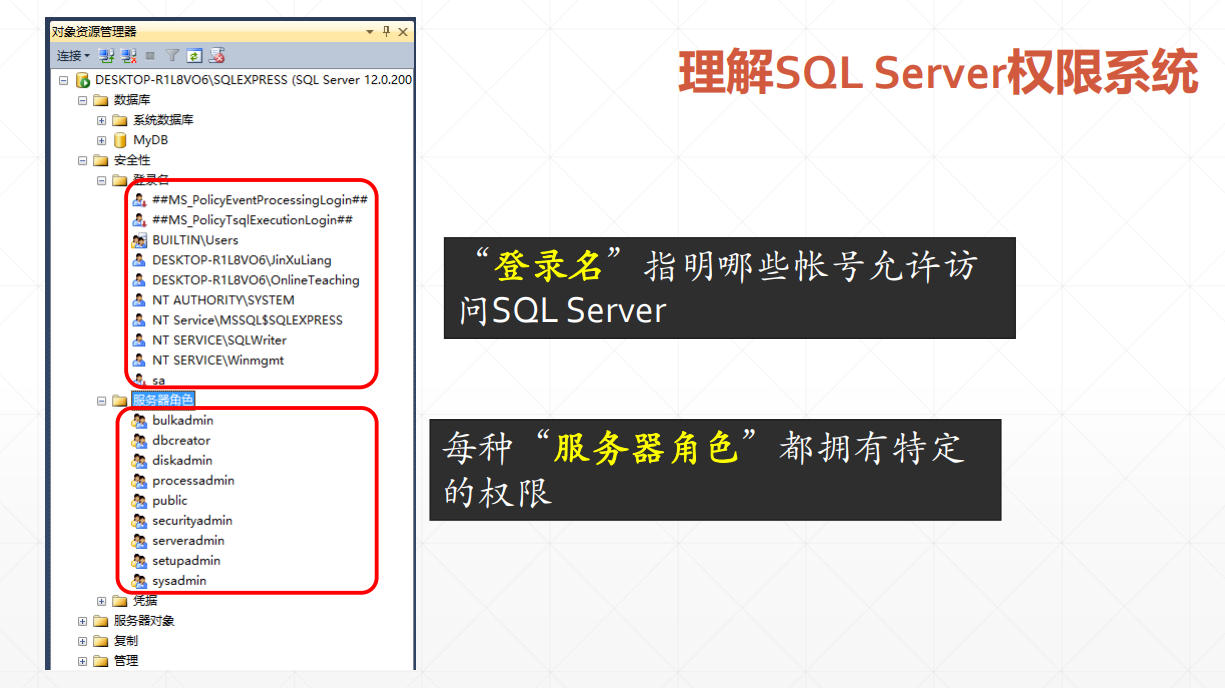 对象资源管理器
连接
DESKTOP-R1L8VO6\SQLEXPRESS (SQL Server 12.0.200
数据库
系统数据库
MyDB
安全性
登录名
##MS_PolicyEventProcessingLogin##
##MS_PolicyTsqlExecutionLogin##
BUILTIN\Users
DESKTOP-R1L8VO6\JinXuLiang
DESKTOP-R1L8VO6\OnlineTeaching
NT AUTHORITY\SYSTEM
NT Service\MSSQL$SQLEXPRESS
NT SERVICE\SQLWriter
NT SERVICE\Winmgmt
sa
服务器角色
bulkadmin
dbcreator
diskadmin
processadmin
public
securityadmin
serveradmin
setupadmin
sysadmin
凭据
服务器对象
复制
管理
理解SQL Server权限系统
“登录名”指明哪些帐号允许访
问SQL Server
每种“服务器角色”都拥有特定
的权限